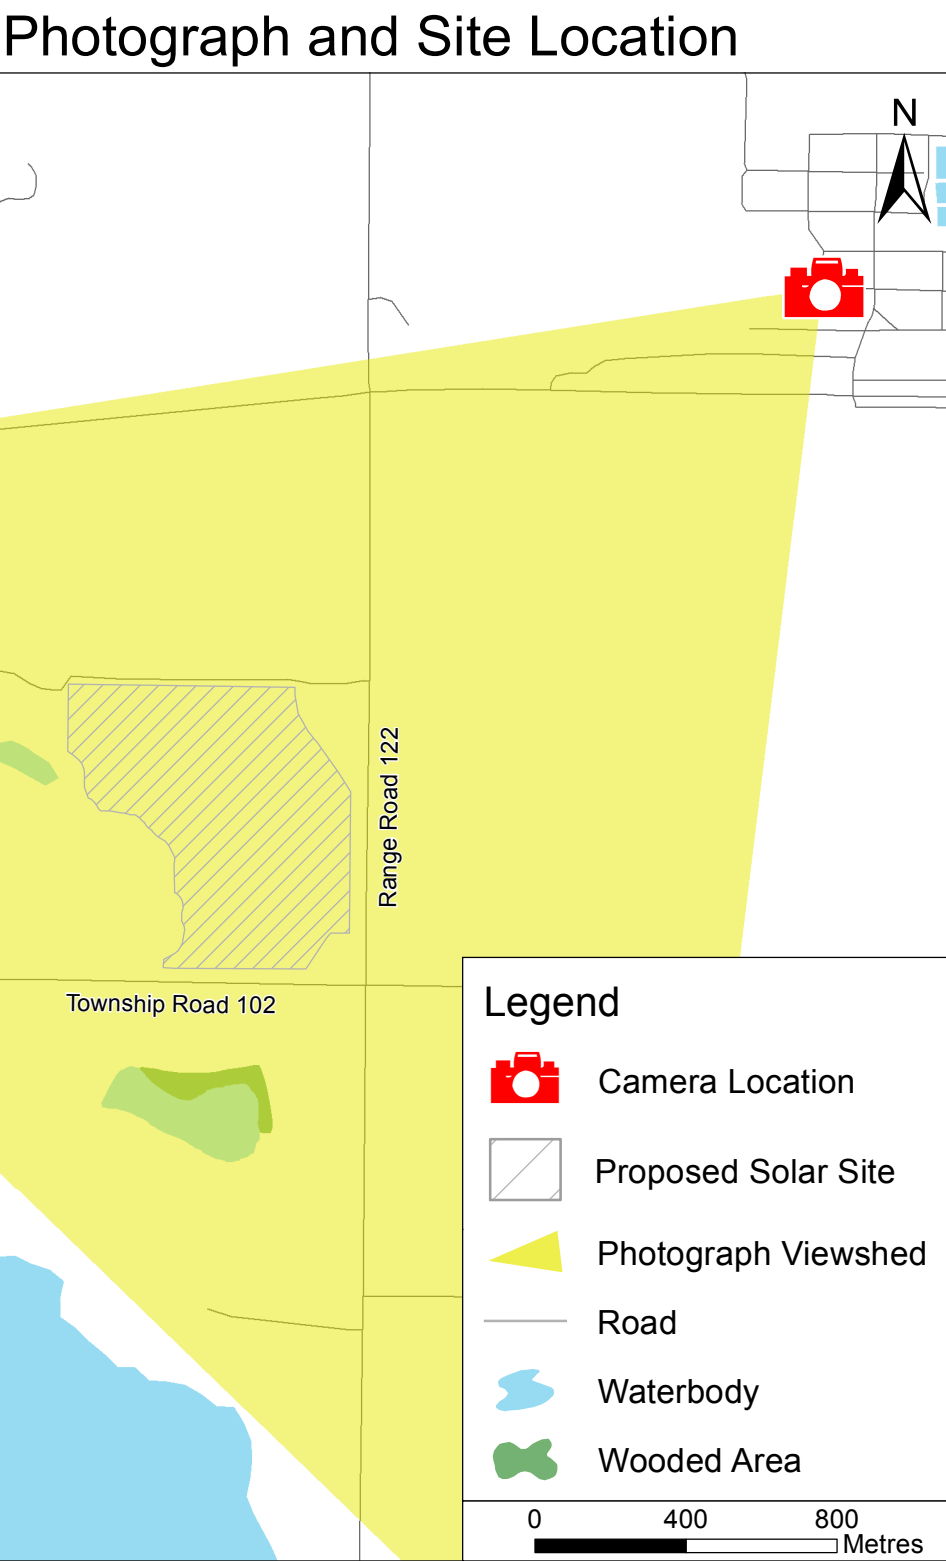 Photograph and Site Location
N
Range Road 122
Township Road 102
Legend
Camera Location
Proposed Solar Site
Photograph Viewshed
Road
Waterbody
Wooded Area
0 400 800
Metres